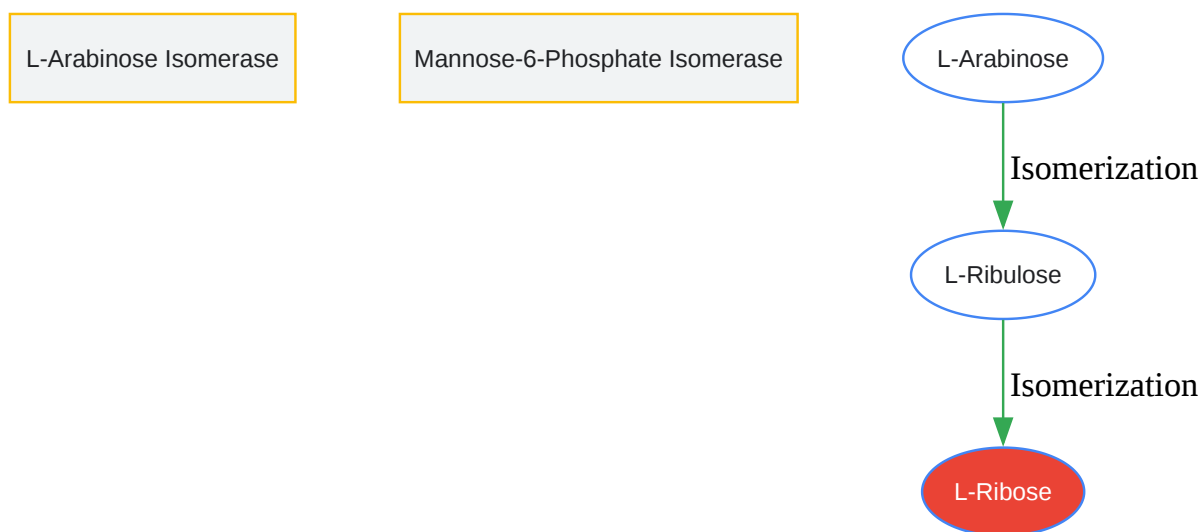 L-Arabinose Isomerase
Mannose-6-Phosphate Isomerase
L-Arabinose
Isomerization
L-Ribulose
Isomerization
L-Ribose